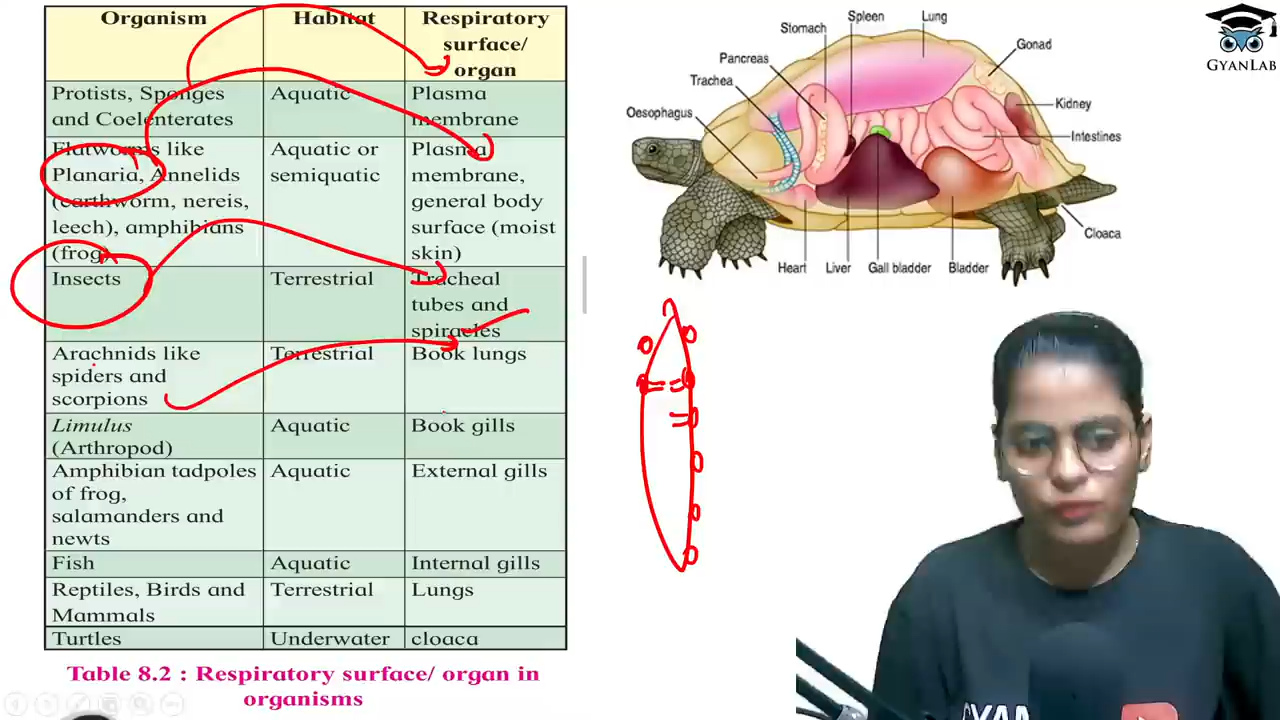 Organism Habitat Respiratory surface/ organ
Protists, Sponges and Coelenterates Aquatic Plasma membrane
Flatworms like Planaria, Annelids (earthworm, nereis, leech), amphibians (frog) Aquatic or semiquatic Plasma membrane, general body surface (moist skin)
Insects Terrestrial Tracheal tubes and spiracles
Arachnids like spiders and scorpions Terrestrial Book lungs
Limulus (Arthropod) Aquatic Book gills
Amphibian tadpoles of frog, salamanders and newts Aquatic External gills
Fish Aquatic Internal gills
Reptiles, Birds and Mammals Terrestrial Lungs
Turtles Underwater cloaca
Table 8.2 : Respiratory surface/ organ in
organisms
Spleen
Lung
Stomach
Gonad
Pancreas
Trachea
Kidney
Oesophagus
Intestines
Cloaca
Heart
Liver
Gall bladder
Bladder
GYANLAB